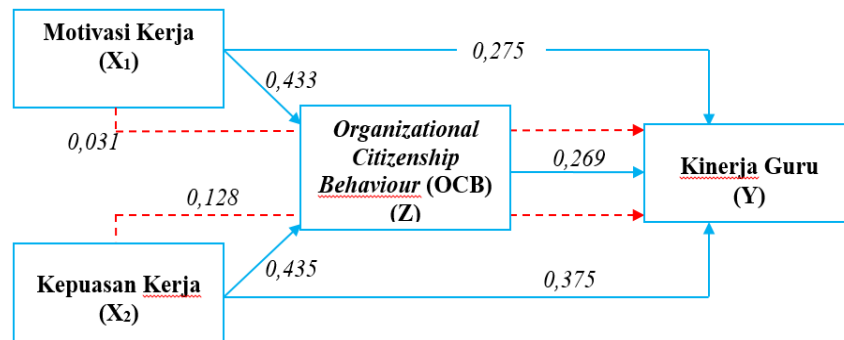 Motivasi Kerja
(X₁)
0,275
0,433
0,031
Organizational
Citizenship
Behaviour (OCB)
(Z)
0,269
Kinerja Guru
(Y)
0,128
0,435
Kepuasan Kerja
(X₂)
0,375